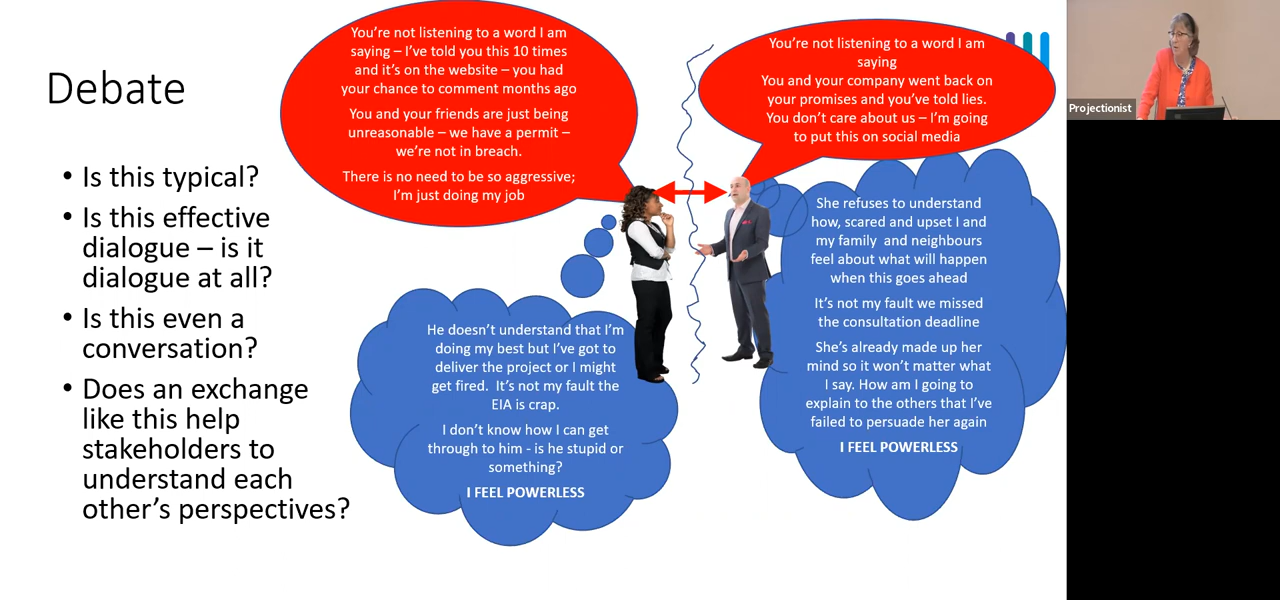 Debate
• Is this typical?
• Is this effective
dialogue – is it
dialogue at all?
• Is this even a
conversation?
• Does an exchange
like this help
stakeholders to
understand each
other’s perspectives?
You’re not listening to a word I am
saying – I’ve told you this 10 times
and it’s on the website – you had
your chance to comment months ago
You and your friends are just being
unreasonable – we have a permit –
we’re not in breach.
There is no need to be so aggressive;
I’m just doing my job
You’re not listening to a word I am
saying
You and your company went back on
your promises and you’ve told lies.
You don’t care about us – I’m going
to put this on social media
He doesn’t understand that I’m
doing my best but I’ve got to
deliver the project or I might
get fired. It’s not my fault the
EIA is crap.
I don’t know how I can get
through to him - is he stupid or
something?
I FEEL POWERLESS
She refuses to understand
how, scared and upset I and
my family and neighbours
feel about what will happen
when this goes ahead
It’s not my fault we missed
the consultation deadline
She’s already made up her
mind so it won’t matter what
I say. How am I going to
explain to the others that I’ve
failed to persuade her again
I FEEL POWERLESS
Projectionist